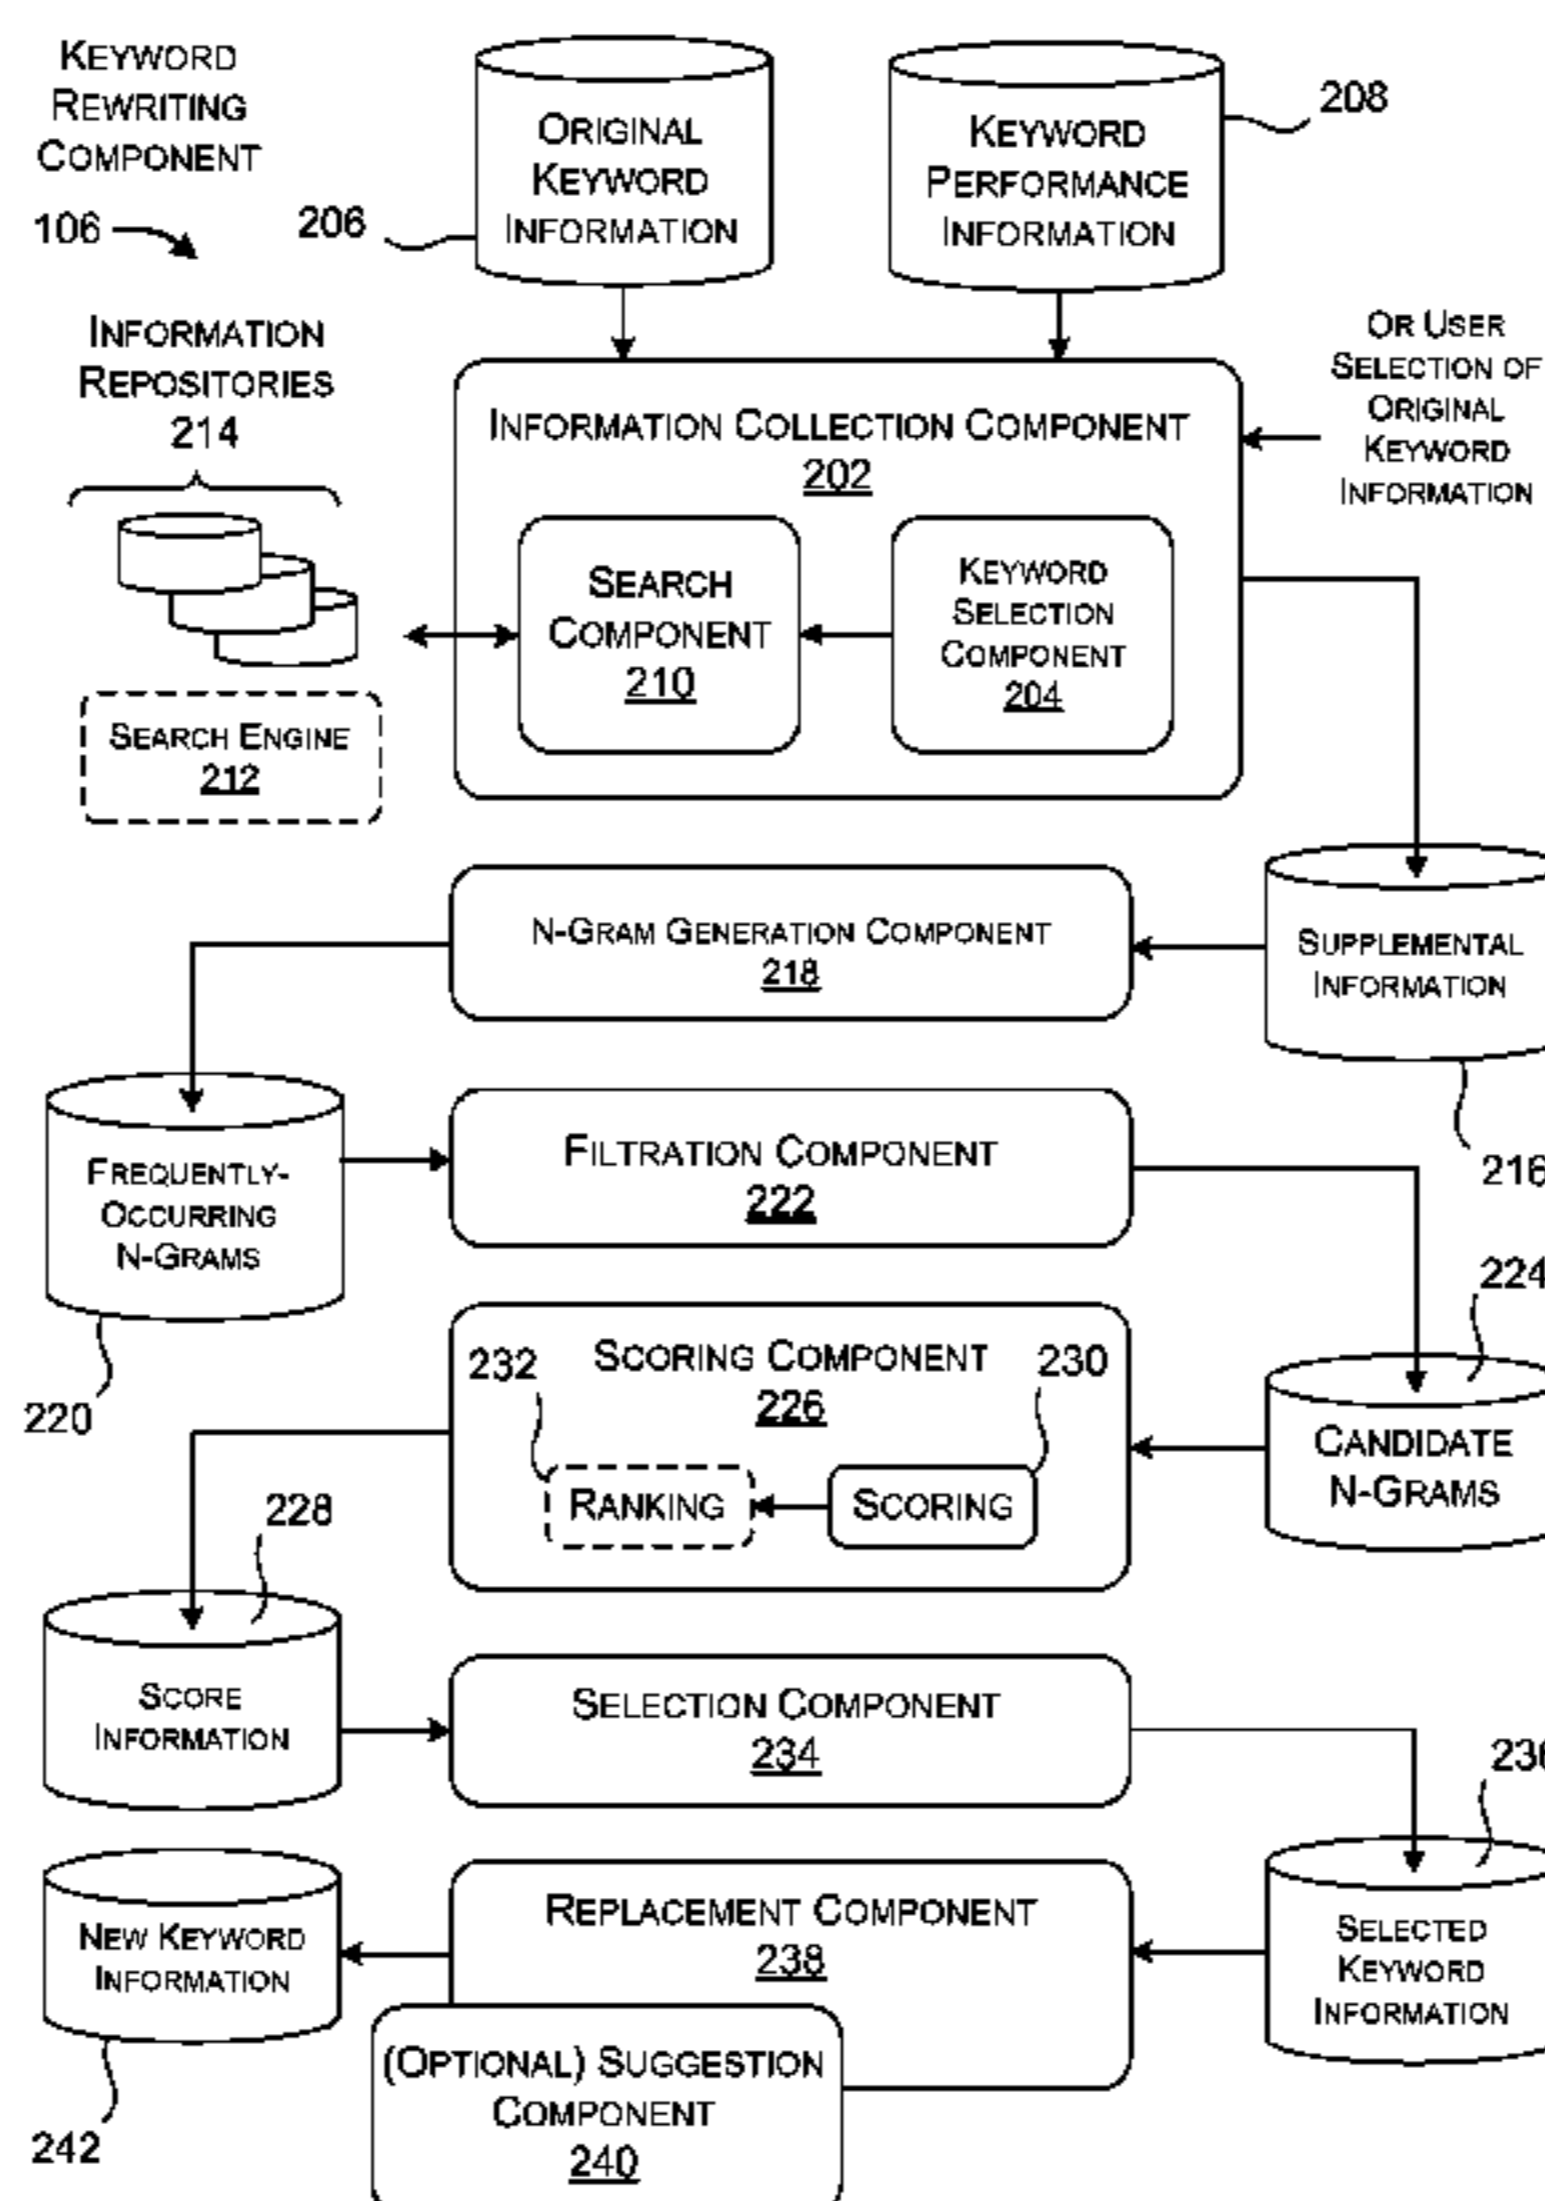 KEYWORD
REWRITING
COMPONENT
106
ORIGINAL
KEYWORD
INFORMATION
206
KEYWORD
PERFORMANCE
INFORMATION
208
INFORMATION
REPOSITORIES
214
OR USER
SELECTION OF
ORIGINAL
KEYWORD
INFORMATION
INFORMATION COLLECTION COMPONENT
202
SEARCH
COMPONENT
210
KEYWORD
SELECTION
COMPONENT
204
SEARCH ENGINE
212
N-GRAM GENERATION COMPONENT
218
SUPPLEMENTAL
INFORMATION
216
FREQUENTLY-
OCCURRING
N-GRAMS
220
FILTRATION COMPONENT
222
224
SCORING COMPONENT
226
232
230
RANKING
SCORING
CANDIDATE
N-GRAMS
228
SCORE
INFORMATION
SELECTION COMPONENT
234
236
NEW KEYWORD
INFORMATION
242
REPLACEMENT COMPONENT
238
SELECTED
KEYWORD
INFORMATION
(OPTIONAL) SUGGESTION
COMPONENT
240